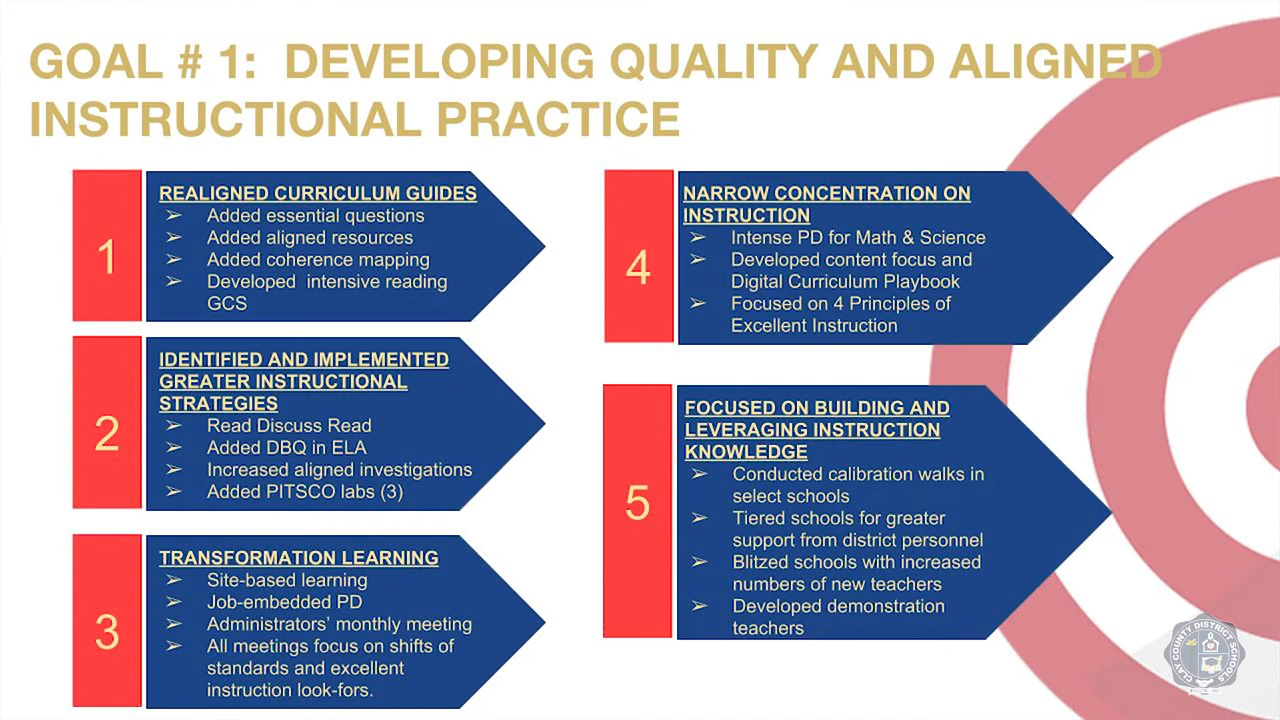 GOAL # 1:  DEVELOPING QUALITY AND ALIGNED
INSTRUCTIONAL PRACTICE
1
REALIGNED CURRICULUM GUIDES
➢ Added essential questions
➢ Added aligned resources
➢ Added coherence mapping
➢ Developed  intensive reading
GCS
2
IDENTIFIED AND IMPLEMENTED
GREATER INSTRUCTIONAL
STRATEGIES
➢ Read Discuss Read
➢ Added DBQ in ELA
➢ Increased aligned investigations
➢ Added PITSCO labs (3)
3
TRANSFORMATION LEARNING
➢ Site-based learning
➢ Job-embedded PD
➢ Administrators’ monthly meeting
➢ All meetings focus on shifts of
standards and excellent
instruction look-fors.
4
NARROW CONCENTRATION ON
INSTRUCTION
➢ Intense PD for Math & Science
➢ Developed content focus and
Digital Curriculum Playbook
➢ Focused on 4 Principles of
Excellent Instruction
5
FOCUSED ON BUILDING AND
LEVERAGING INSTRUCTION
KNOWLEDGE
➢ Conducted calibration walks in
select schools
➢ Tiered schools for greater
support from district personnel
➢ Blitzed schools with increased
numbers of new teachers
➢ Developed demonstration
teachers
CLAY COUNTY DISTRICT SCHOOLS